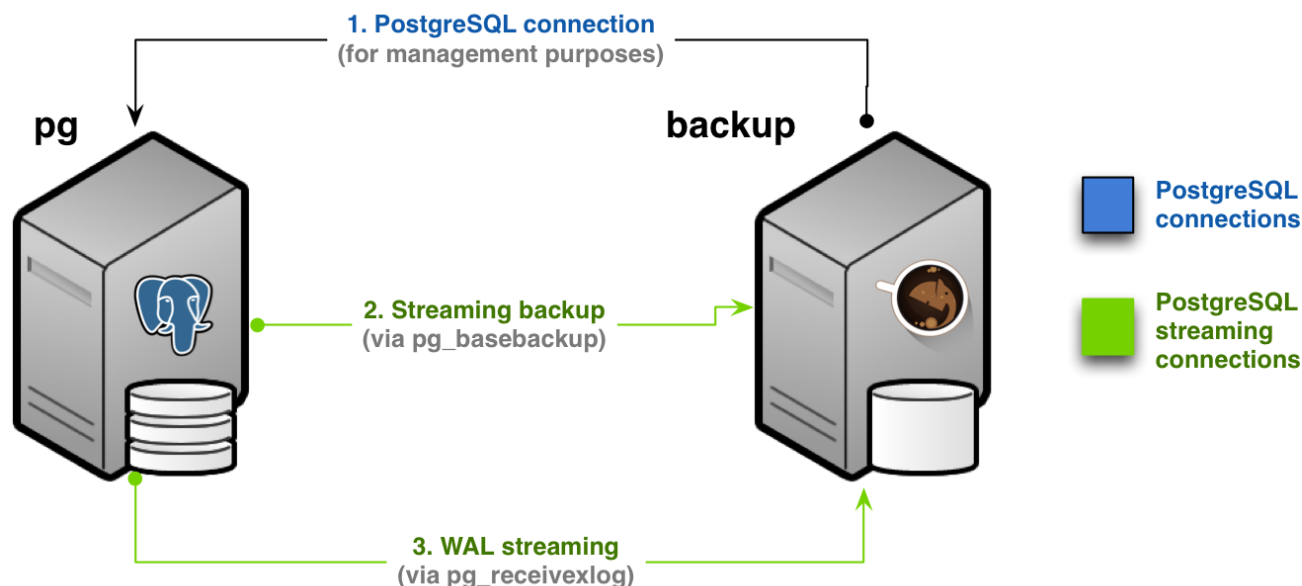 1. PostgreSQL connection
(for management purposes)
pg
backup
PostgreSQL
connections
2. Streaming backup
(via pg_basebackup)
PostgreSQL
streaming
connections
3. WAL streaming
(via pg_receivexlog)